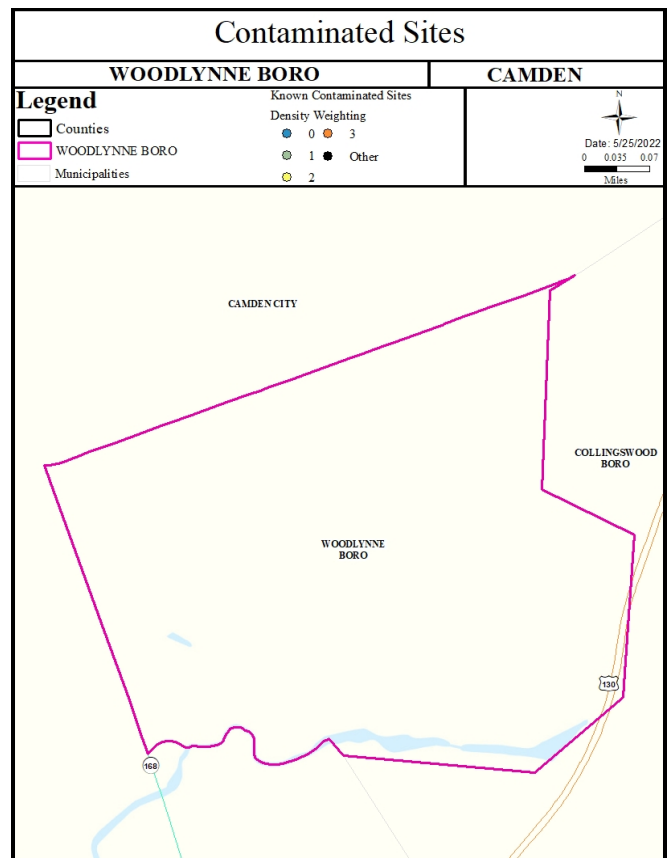 Contaminated Sites
WOODLYNNE BORO
CAMDEN
Legend
Counties
WOODLYNNE BORO
Municipalities
Known Contaminated Sites
Density Weighting
0 3
1 Other
2
N
Date: 5/25/2022
0 0.035 0.07
Miles
CAMDEN CITY
COLLINGSWOOD
BORO
WOODLYNNE
BORO
130
168